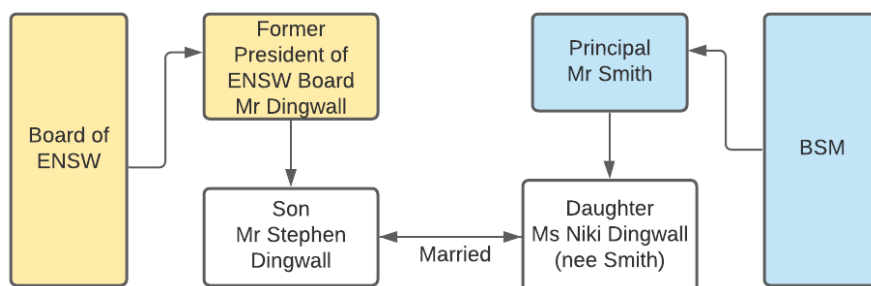 Board of
ENSW
Former
President of
ENSW Board
Mr Dingwall
Principal
Mr Smith
BSM
Son
Mr Stephen
Dingwall
Married
Daughter
Ms Niki Dingwall
(nee Smith)